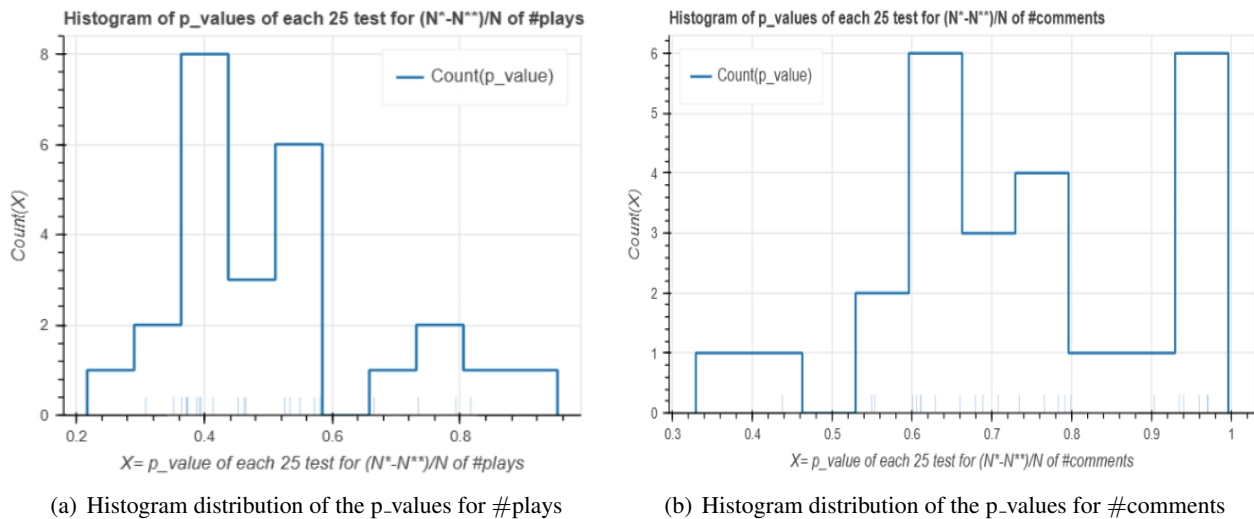 Histogram of p_values of each 25 test for (N*-N**)/N of #plays
8
6
4
2
0
Count(X)
Count(p_value)
0.2 0.4 0.6 0.8
X= p_value of each 25 test for (N*-N**)/N of #plays
(a) Histogram distribution of the p_values for #plays
Histogram of p_values of each 25 test for (N*-N**)/N of #comments
6
5
4
3
2
1
0
Count(X)
Count(p_value)
0.3 0.4 0.5 0.6 0.7 0.8 0.9 1
X= p_value of each 25 test for (N*-N**)/N of #comments
(b) Histogram distribution of the p_values for #comments